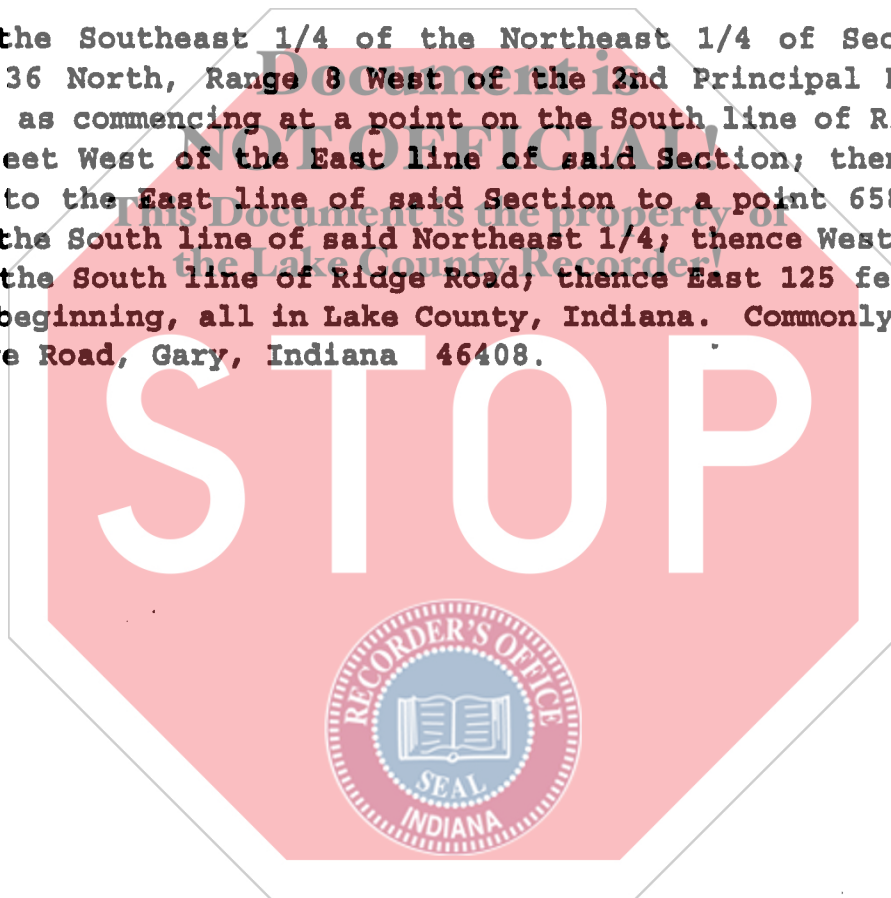 the Southeast 1/4 of the Northeast 1/4 of Sec
36 North, Range 8 West of the 2nd Principal
as commencing at a point on the South line of R
eet West of the East line of said Section; then
to the East line of said Section to a point 658
the South line of said Northeast 1/4; thence West
the South line of Ridge Road; thence East 125 fe
beginning, all in Lake County, Indiana. Commonly
e Road, Gary, Indiana 46408.
Document is
NOT OFFICIAL!
This Document is the property of
the Lake County Recorder!
STOP
RECORDER'S OFFICE
SEAL
INDIANA